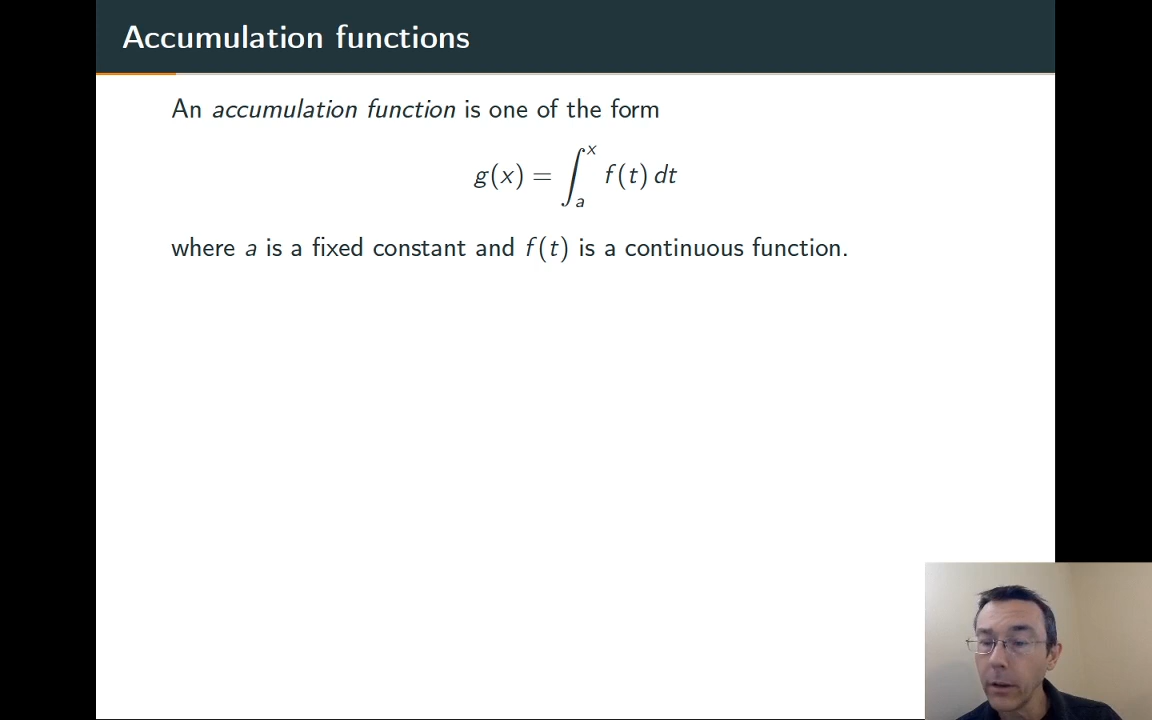 Accumulation functions
An accumulation function is one of the form
g(x) = ∫_a^x f(t) dt
where a is a fixed constant and f(t) is a continuous function.